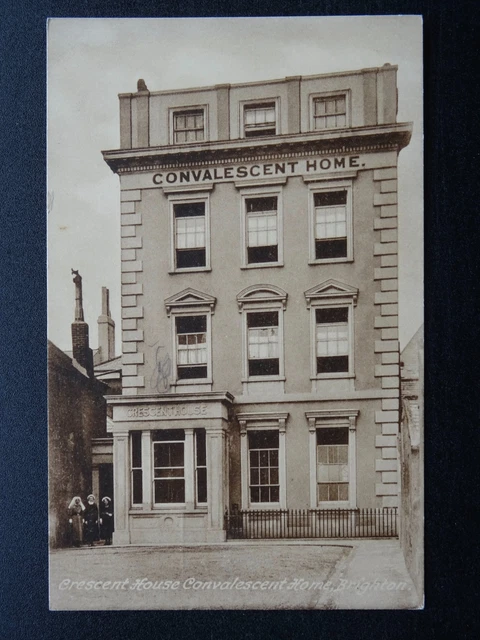 CONVALESCENT HOME.
CRESCENT HOUSE
Crescent House Convalescent Home, Brighton.